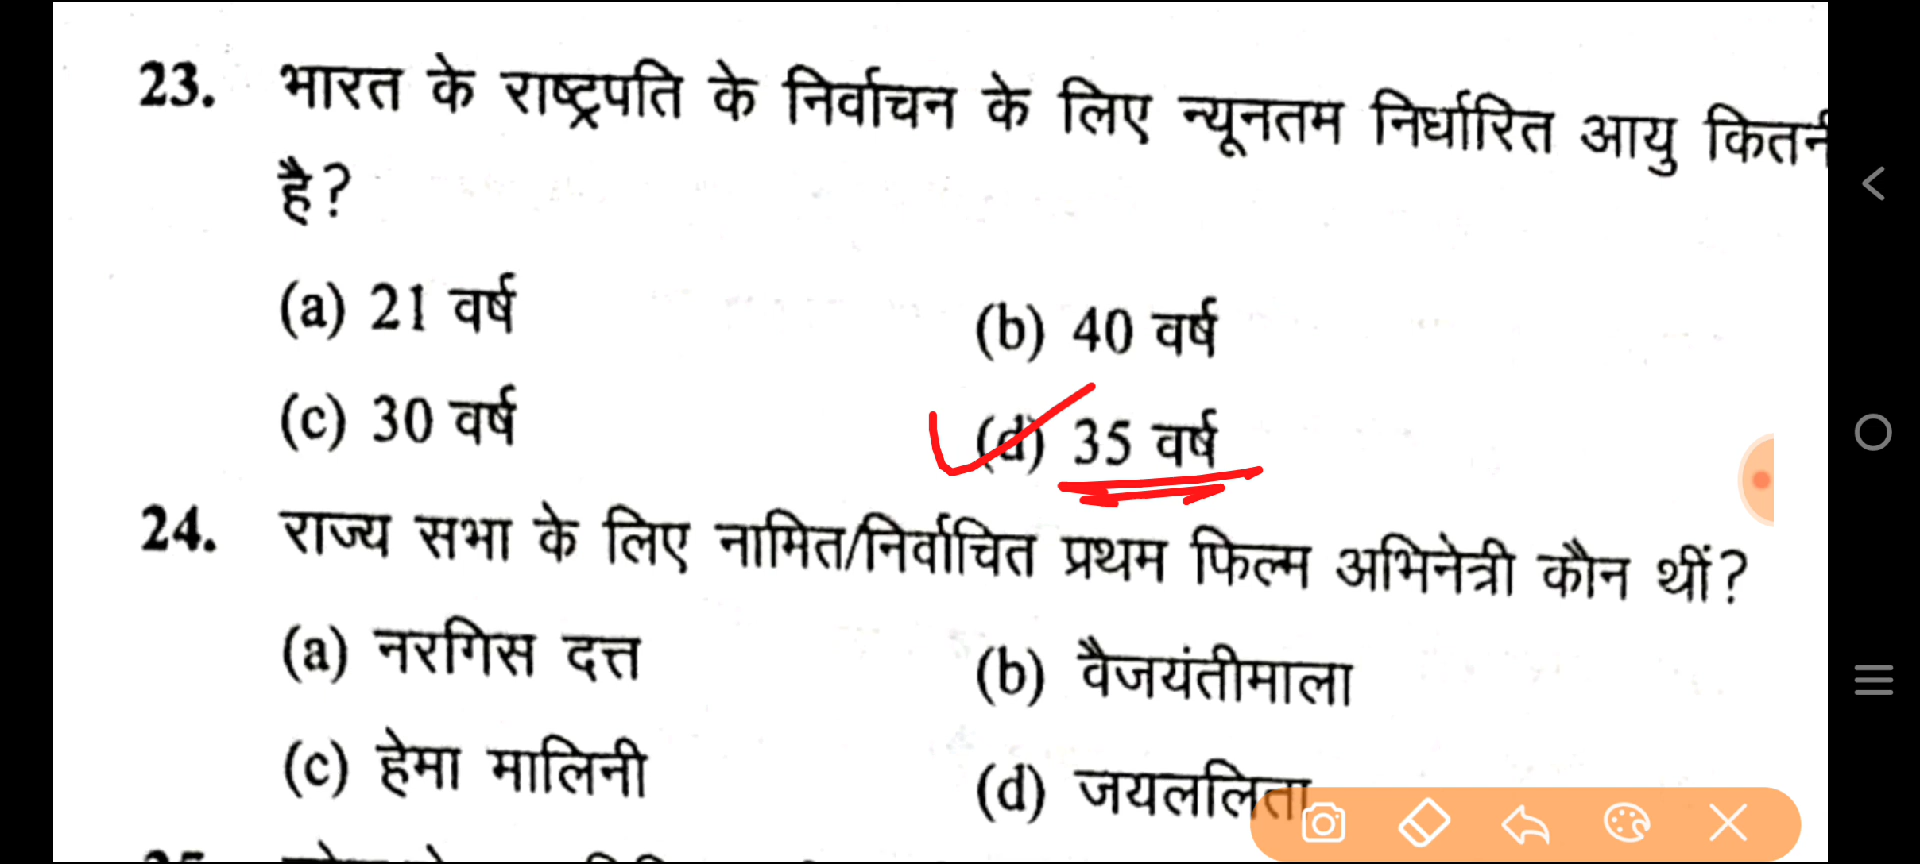 23. भारत के राष्ट्रपति के निर्वाचन के लिए न्यूनतम निर्धारित आयु
है?
(a) 21 वर्ष (b) 40 वर्ष
(c) 30 वर्ष (d) 35 वर्ष
24. राज्य सभा के लिए नामित/निर्वाचित प्रथम फिल्म अभिनेत्री कौन थीं?
(a) नरगिस दत्त (b) वैजयंतीमाला
(c) हेमा मालिनी (d) जयललिता